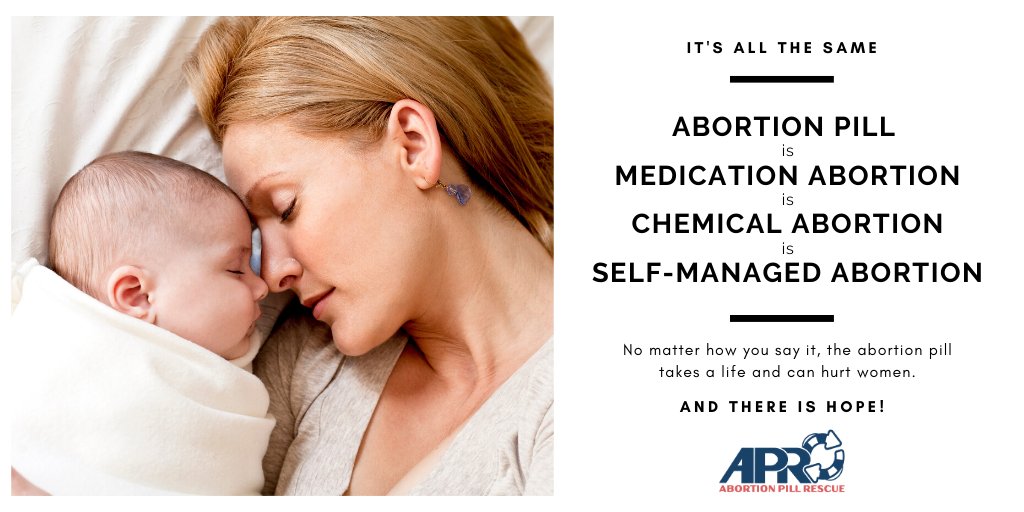 IT'S ALL THE SAME
ABORTION PILL
is
MEDICATION ABORTION
is
CHEMICAL ABORTION
is
SELF-MANAGED ABORTION
No matter how you say it, the abortion pill
takes a life and can hurt women.
AND THERE IS HOPE!
APR
ABORTION PILL RESCUE